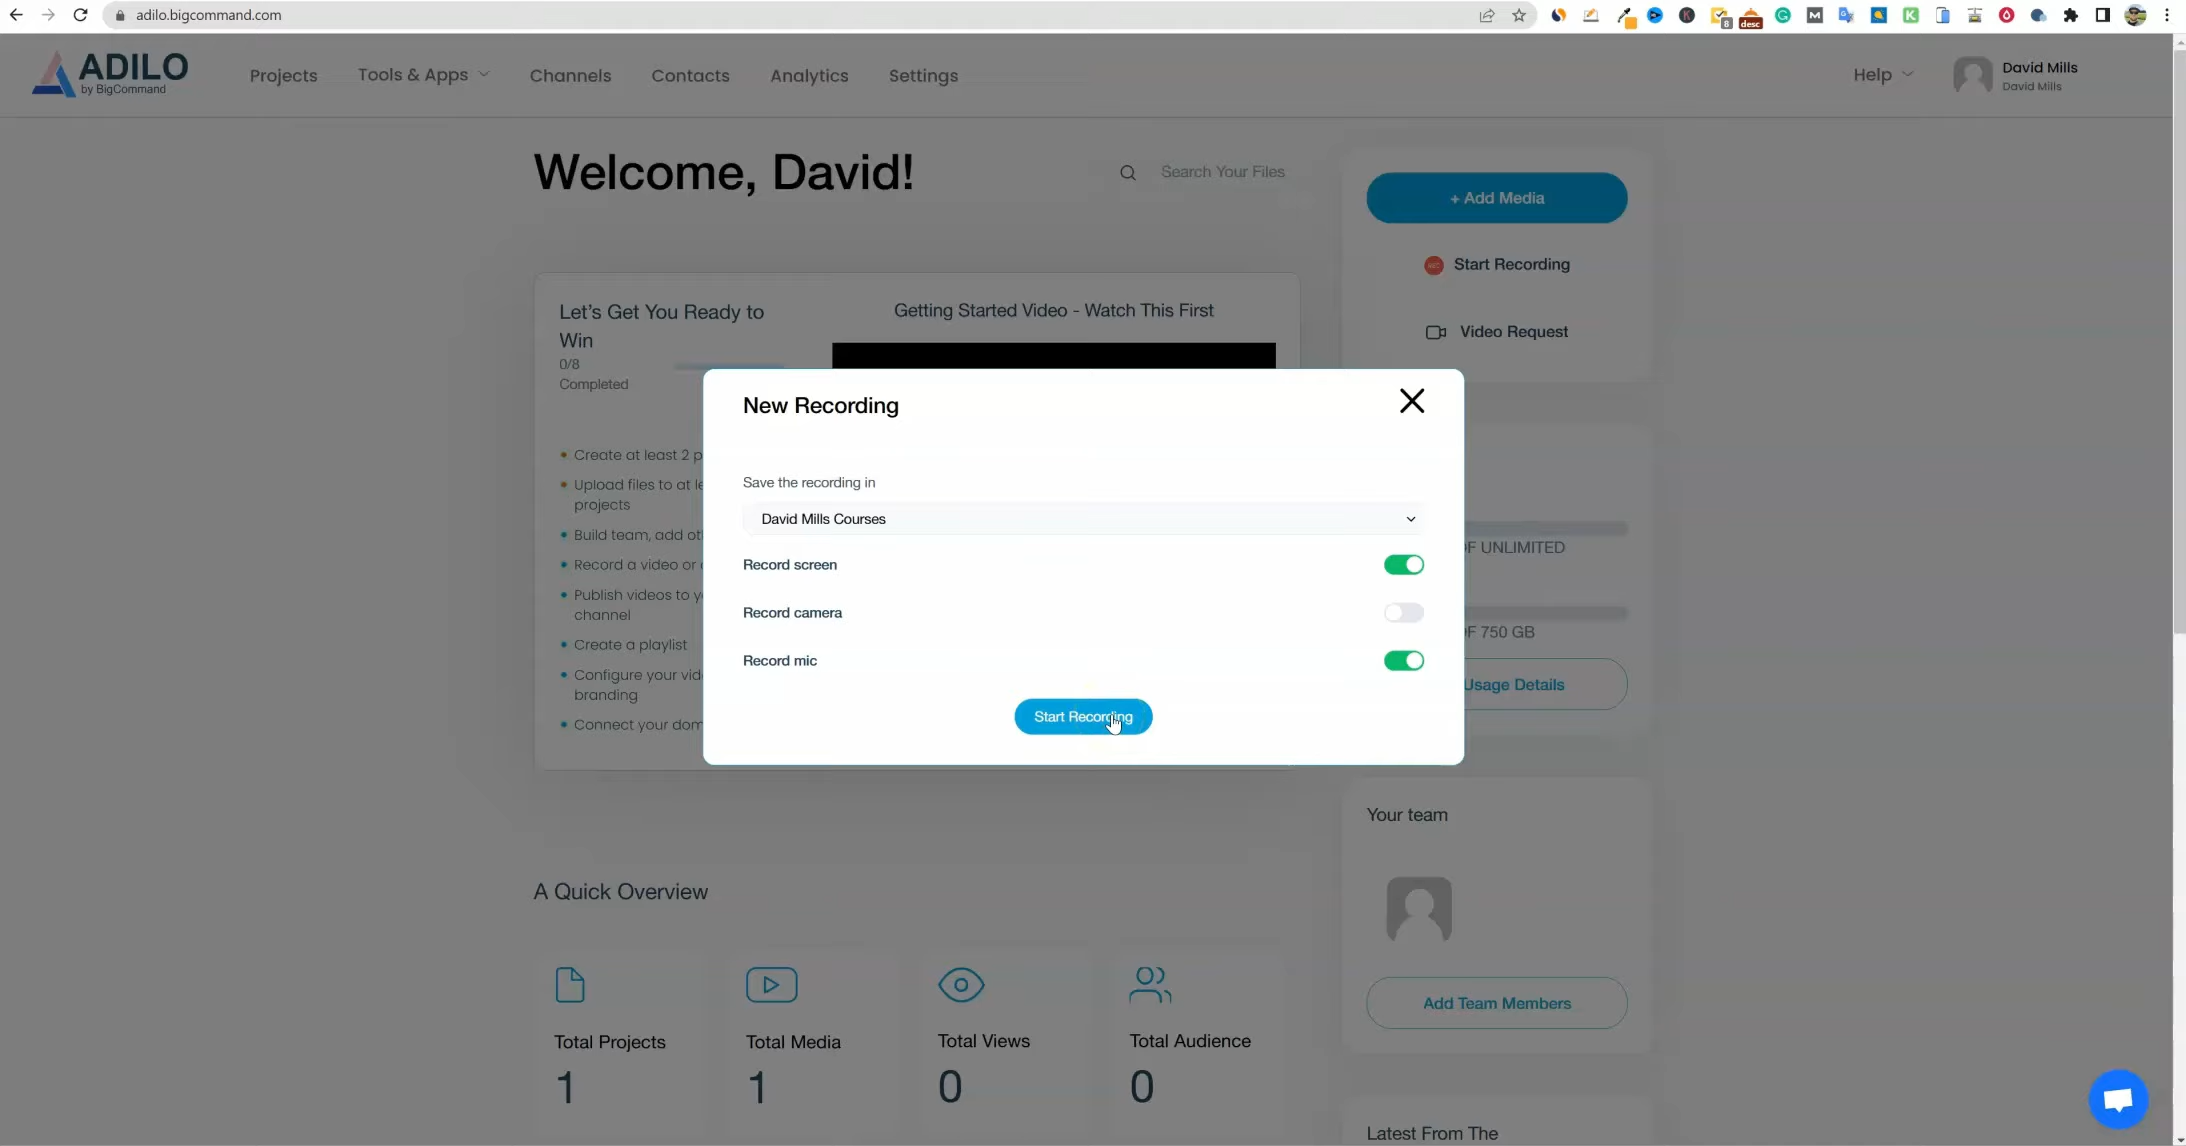 adilo.bigcommand.com
8
desc
ADILO
by BigCommand
Projects
Tools & Apps
Channels
Contacts
Analytics
Settings
Help
David Mills
David Mills
Welcome, David!
Search Your Files
+ Add Media
Start Recording
Video Request
Let's Get You Ready to
Win
0/8
Completed
Getting Started Video - Watch This First
Create at least 2 p
Upload files to at le
projects
Build team, add ot
Record a video or
Publish videos to y
channel
Create a playlist
Configure your vid
branding
Connect your dom
New Recording
Save the recording in
David Mills Courses
Record screen
Record camera
Record mic
Start Recording
F UNLIMITED
F 750 GB
Usage Details
Your team
Add Team Members
A Quick Overview
Total Projects
1
Total Media
1
Total Views
0
Total Audience
0
Latest From The